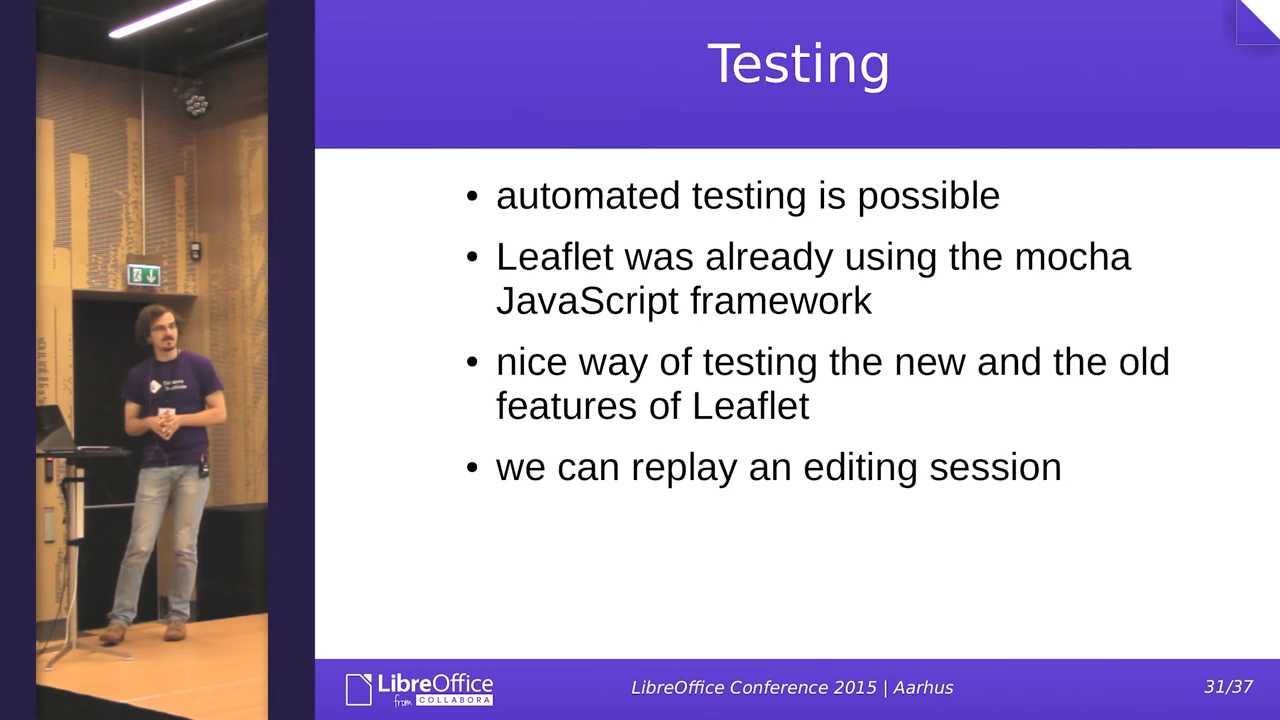 Testing
• automated testing is possible
• Leaflet was already using the mocha
JavaScript framework
• nice way of testing the new and the old
features of Leaflet
• we can replay an editing session
LibreOffice
from COLLABORA
LibreOffice Conference 2015 | Aarhus
31/37